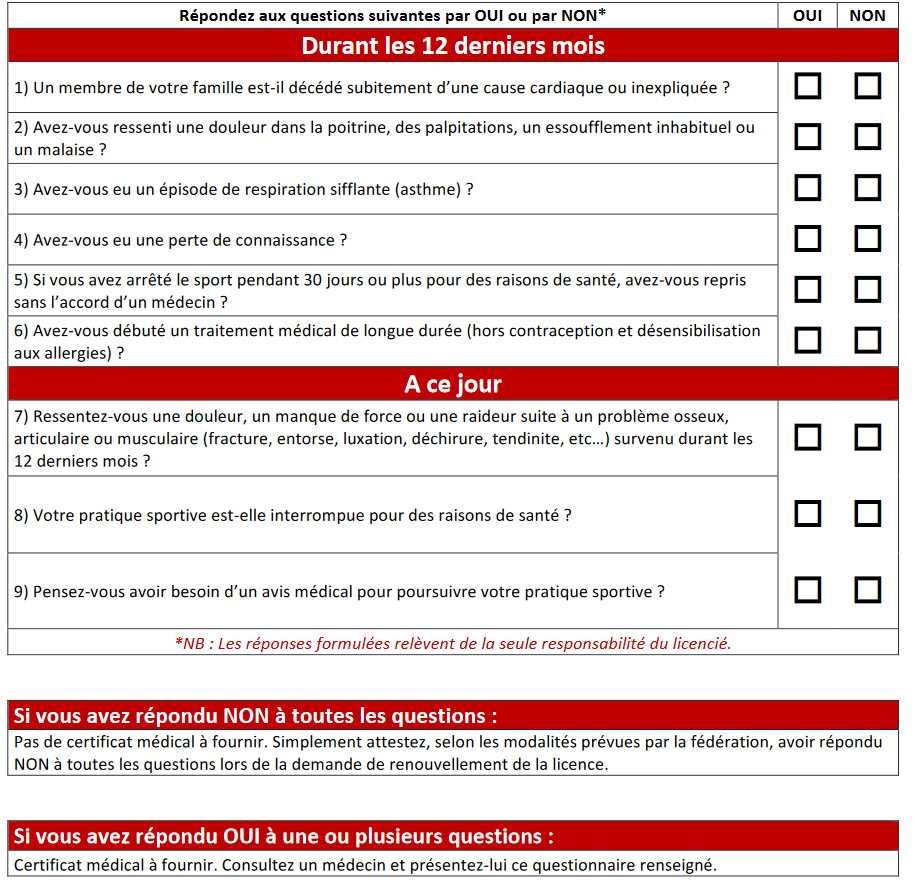 Répondez aux questions suivantes par OUI ou par NON* OUI NON
Durant les 12 derniers mois
1) Un membre de votre famille est-il décédé subitement d'une cause cardiaque ou inexpliquée ?
2) Avez-vous ressenti une douleur dans la poitrine, des palpitations, un essoufflement inhabituel ou
un malaise ?
3) Avez-vous eu un épisode de respiration sifflante (asthme) ?
4) Avez-vous eu une perte de connaissance ?
5) Si vous avez arrêté le sport pendant 30 jours ou plus pour des raisons de santé, avez-vous repris
sans l'accord d'un médecin ?
6) Avez-vous débuté un traitement médical de longue durée (hors contraception et désensibilisation
aux allergies) ?
A ce jour
7) Ressentez-vous une douleur, un manque de force ou une raideur suite à un problème osseux,
articulaire ou musculaire (fracture, entorse, luxation, déchirure, tendinite, etc…) survenu durant les
12 derniers mois ?
8) Votre pratique sportive est-elle interrompue pour des raisons de santé ?
9) Pensez-vous avoir besoin d'un avis médical pour poursuivre votre pratique sportive ?
*NB : Les réponses formulées relèvent de la seule responsabilité du licencié.
Si vous avez répondu NON à toutes les questions :
Pas de certificat médical à fournir. Simplement attestez, selon les modalités prévues par la fédération, avoir répondu
NON à toutes les questions lors de la demande de renouvellement de la licence.
Si vous avez répondu OUI à une ou plusieurs questions :
Certificat médical à fournir. Consultez un médecin et présentez-lui ce questionnaire renseigné.